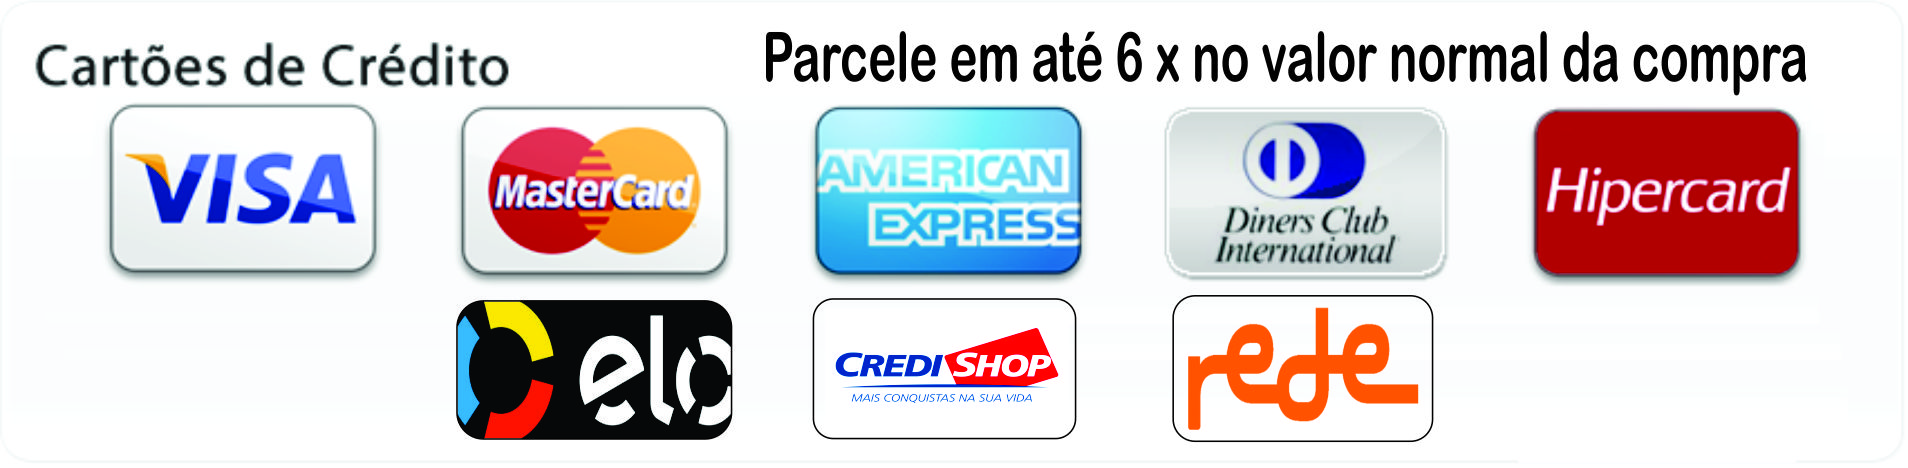 Cartões de Crédito
Parcele em até 6 x no valor normal da compra
VISA
MasterCard
AMERICAN
EXPRESS
Diners Club
International
Hipercard
elo
CREDISHOP
MAIS CONQUISTAS NA SUA VIDA
rede